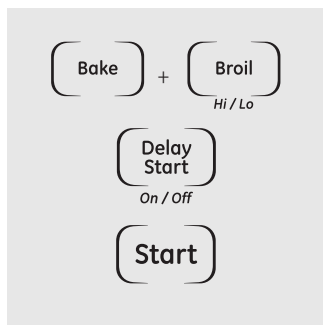 Bake + Broil
Hi / Lo
Delay
Start
On / Off
Start